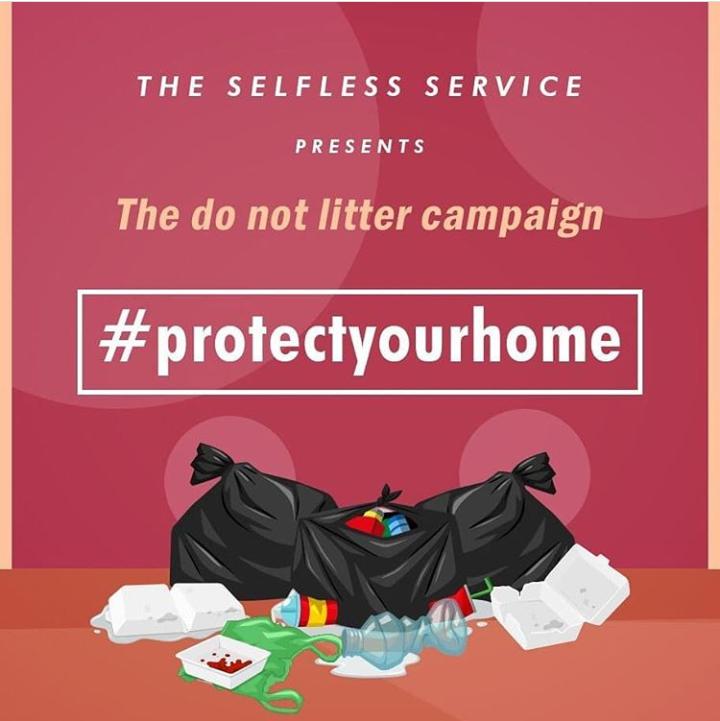 THE SELFLESS SERVICE
PRESENTS
The do not litter campaign
#protectyourhome